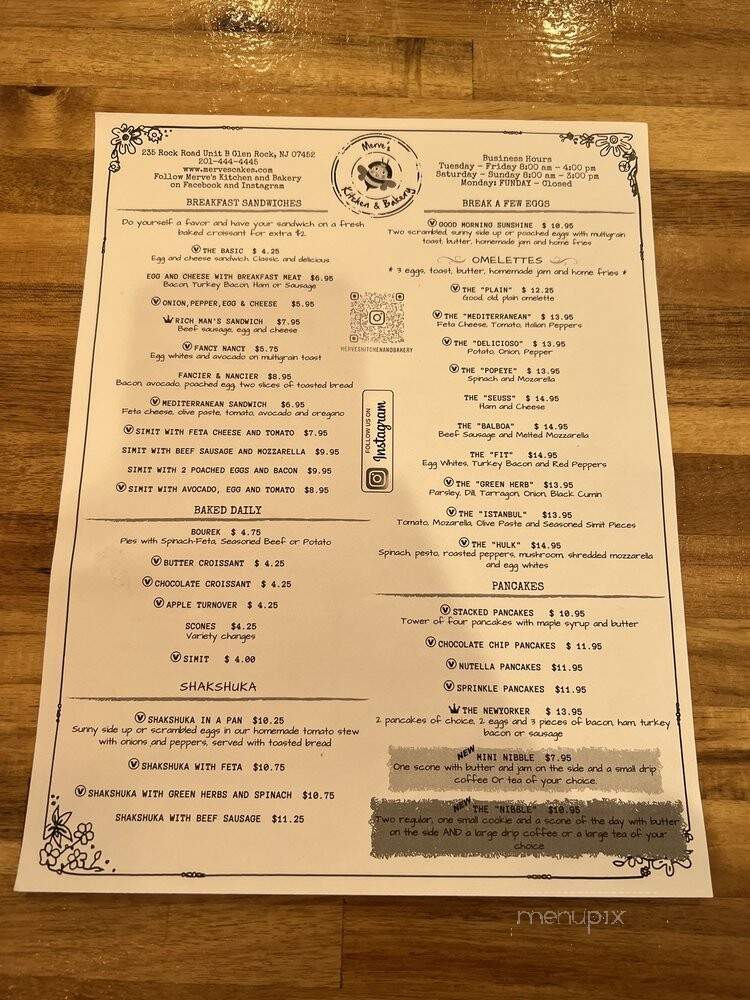 235 Rock Road Unit B Glen Rock, NJ 07452
201-444-4445
www.mervescakes.com
Follow Merve's Kitchen and Bakery
on Facebook and Instagram
Merve's
Kitchen & Bakery
Business Hours
Tuesday - Friday 8:00 am - 4:00 pm
Saturday - Sunday 8:00 am - 3:00 pm
Monday: FUNDAY - Closed
BREAKFAST SANDWICHES
Do yourself a favor and have your sandwich on a fresh
baked croissant for extra $2.
V THE BASIC $ 4.25
Egg and cheese sandwich. Classic and delicious.
EGG AND CHEESE WITH BREAKFAST MEAT $6.95
Bacon, Turkey Bacon, Ham or Sausage
V ONION,PEPPER,EGG & CHEESE $5.95
RICH MAN'S SANDWICH $7.95
Beef sausage, egg and cheese
V FANCY NANCY $5.75
Egg whites and avocado on multigrain toast
FANCIER & NANCIER $8.95
Bacon, avocado, poached egg, two slices of toasted bread
V MEDITERRANEAN SANDWICH $6.95
Feta cheese, olive paste, tomato, avocado and oregano
V SIMIT WITH FETA CHEESE AND TOMATO $7.95
SIMIT WITH BEEF SAUSAGE AND MOZZARELLA $9.95
SIMIT WITH 2 POACHED EGGS AND BACON $9.95
V SIMIT WITH AVOCADO, EGG AND TOMATO $8.95
BAKED DAILY
BOUREK $ 4.75
Pies with Spinach-Feta, Seasoned Beef or Potato
V BUTTER CROISSANT $ 4.25
V CHOCOLATE CROISSANT $ 4.25
V APPLE TURNOVER $ 4.25
SCONES $4.25
Variety changes
V SIMIT $ 4.00
SHAKSHUKA
V SHAKSHUKA IN A PAN $10.25
Sunny side up or scrambled eggs in our homemade tomato stew
with onions and peppers, served with toasted bread
V SHAKSHUKA WITH FETA $10.75
V SHAKSHUKA WITH GREEN HERBS AND SPINACH $10.75
SHAKSHUKA WITH BEEF SAUSAGE $11.25
MERVESKITCHENANDBAKERY
FOLLOW US ON
Instagram
BREAK A FEW EGGS
V GOOD MORNING SUNSHINE $ 10.95
Two scrambled, sunny side up or poached eggs with multigrain
toast, butter, homemade jam and home fries
OMELETTES
* 3 eggs, toast, butter, homemade jam and home fries *
V THE "PLAIN" $ 12.25
Good, old, plain omelette
V THE "MEDITERRANEAN" $ 13.95
Feta Cheese, Tomato, Italian Peppers
V THE "DELICIOSO" $ 13.95
Potato, Onion, Pepper
V THE "POPEYE" $ 13.95
Spinach and Mozarella
THE "SEUSS" $ 14.95
Ham and Cheese
THE "BALBOA" $ 14.95
Beef Sausage and Melted Mozzarella
THE "FIT" $14.95
Egg Whites, Turkey Bacon and Red Peppers
V THE "GREEN HERB" $13.95
Parsley, Dill, Tarragon, Onion, Black Cumin
V THE "ISTANBUL" $13.95
Tomato, Mozarella, Olive Paste and Seasoned Simit Pieces
V THE "HULK" $14.95
Spinach, pesto, roasted peppers, mushroom, shredded mozzarella
and egg whites
PANCAKES
V STACKED PANCAKES $ 10.95
Tower of four pancakes with maple syrup and butter
V CHOCOLATE CHIP PANCAKES $ 11.95
V NUTELLA PANCAKES $11.95
V SPRINKLE PANCAKES $11.95
THE NEWYORKER $ 13.95
2 pancakes of choice, 2 eggs and 3 pieces of bacon, ham, turkey
bacon or sausage
NEW MINI NIBBLE $7.95
One scone with butter and jam on the side and a small drip
coffee Or tea of your choice.
NEW THE "NIBBLE" $10.95
Two regular, one small cookie and a scone of the day with butter
on the side AND a large drip coffee or a large tea of your
choice
menupix